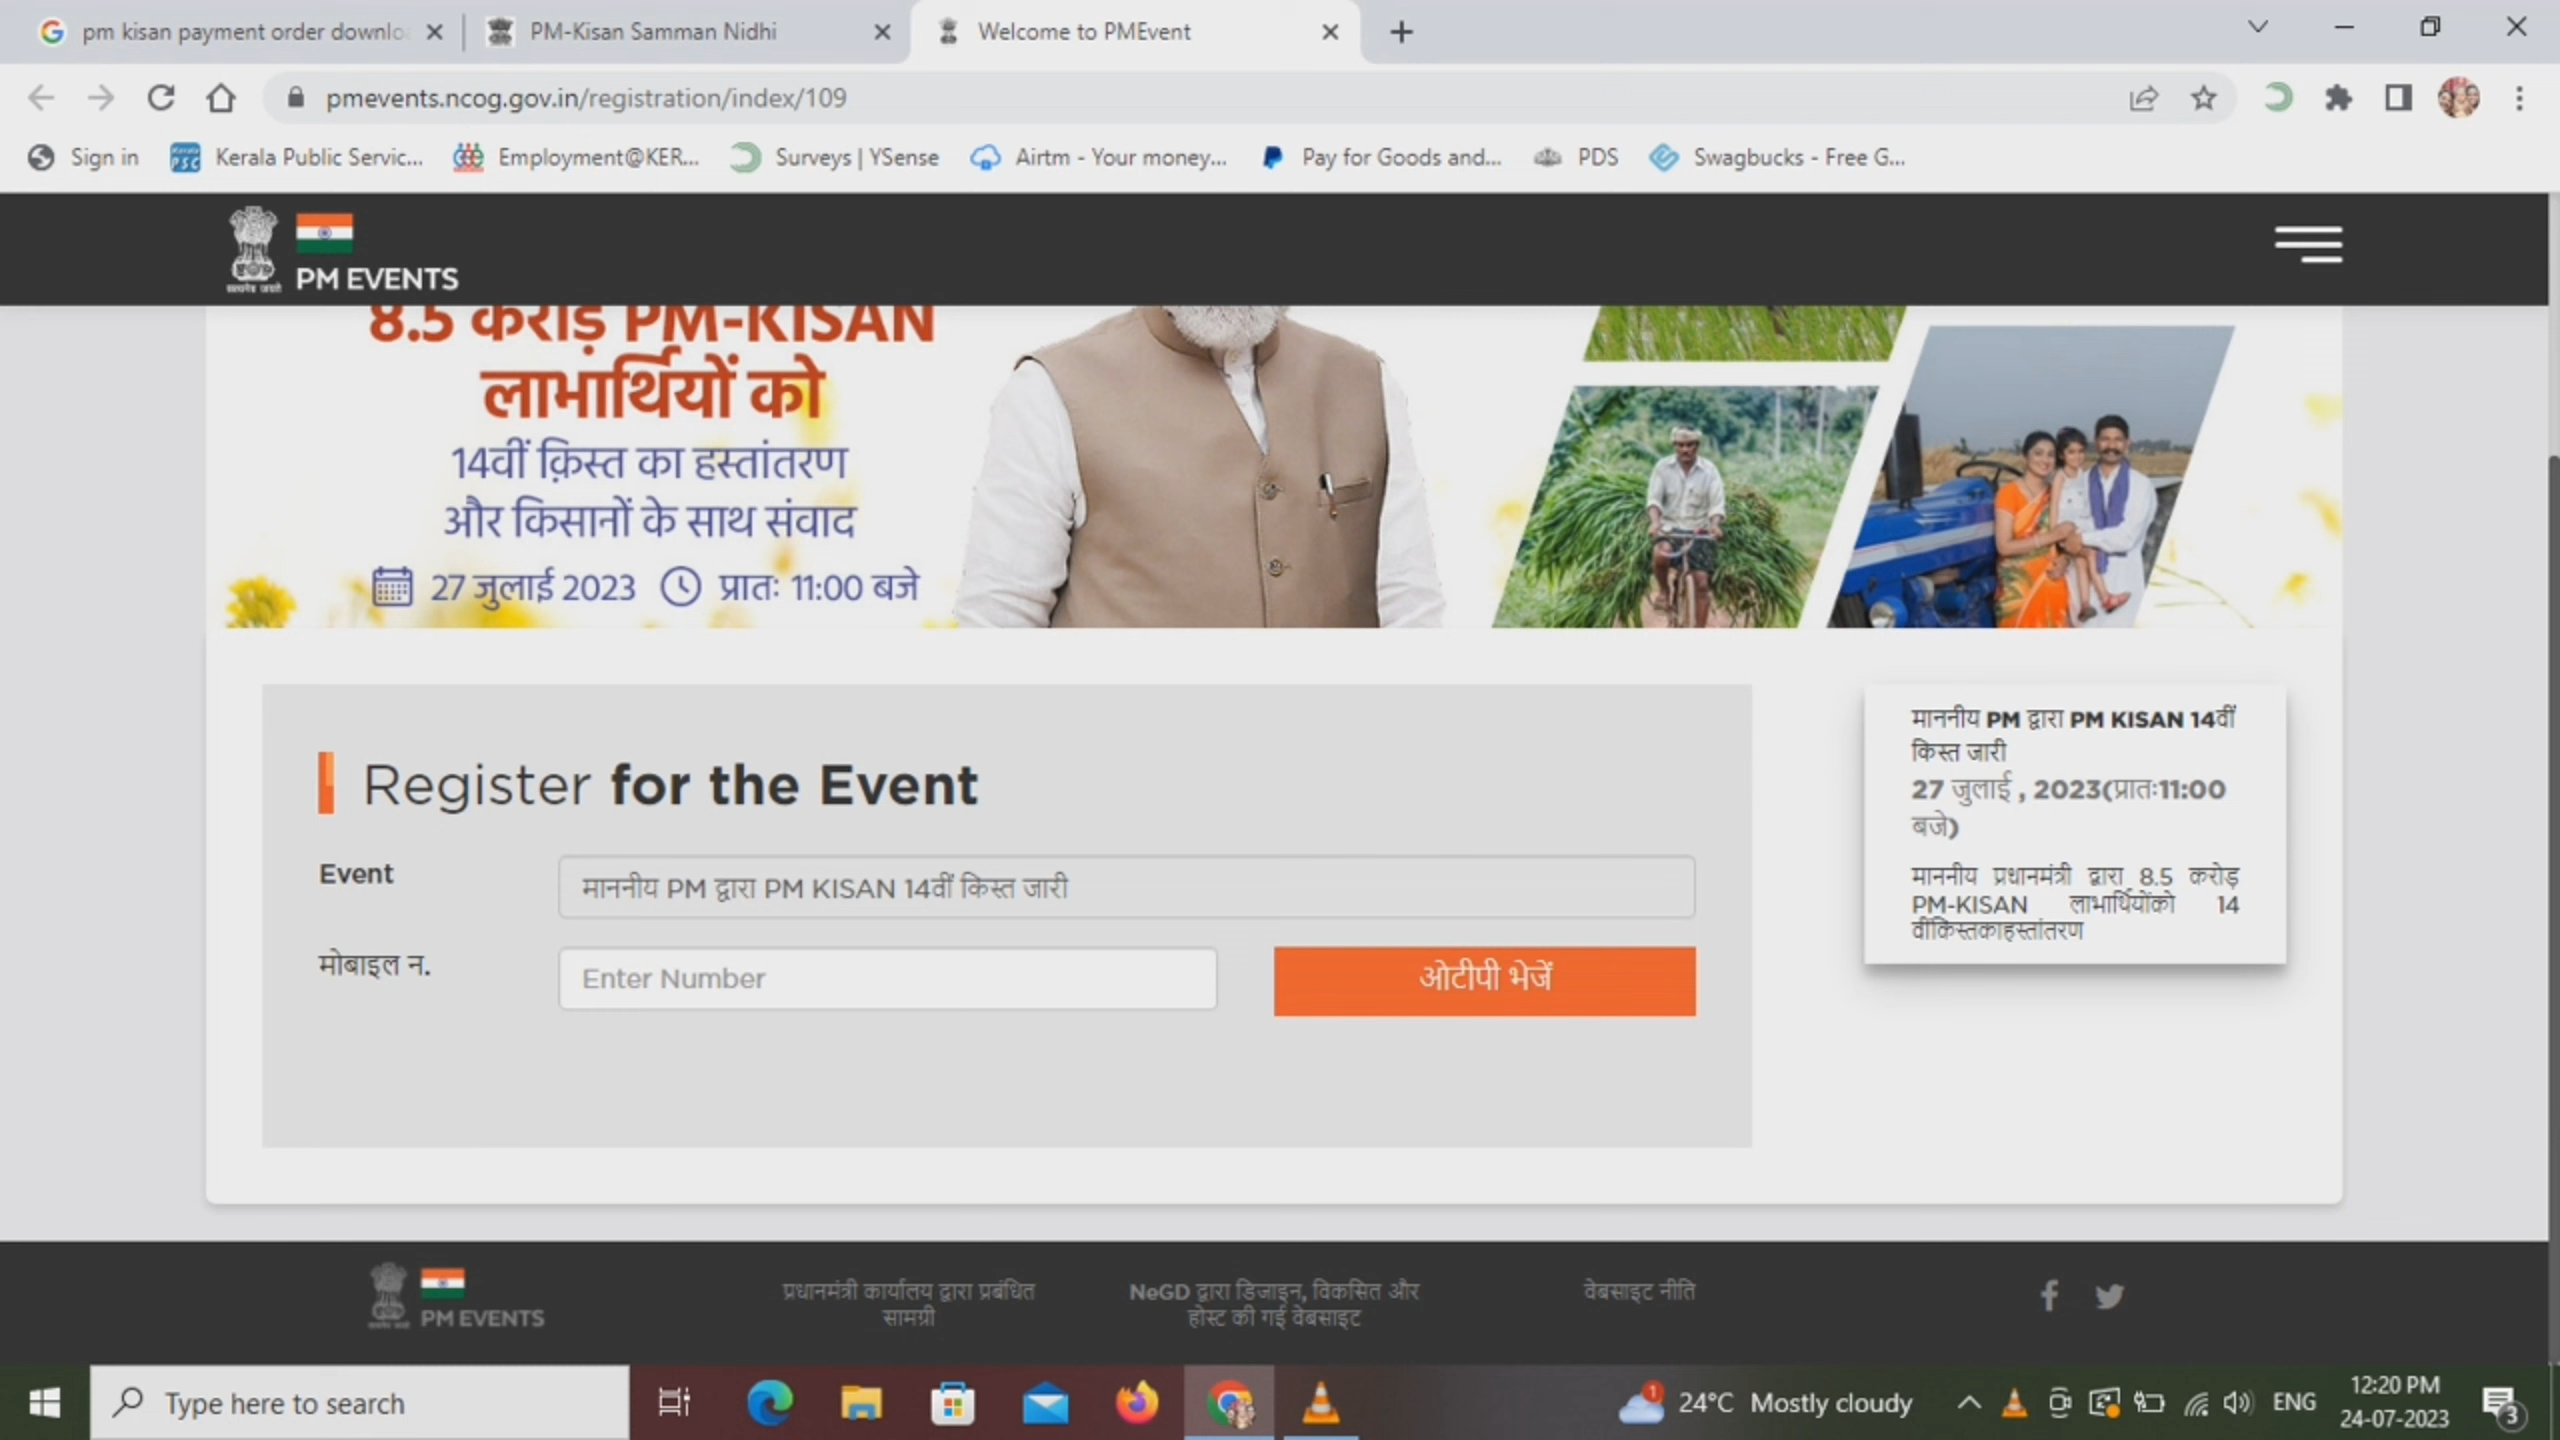 pm kisan payment order downlo
PM-Kisan Samman Nidhi
Welcome to PMEvent
pmevents.ncog.gov.in/registration/index/109
Sign in
Kerala Public Servic...
Employment@KER...
Surveys | YSense
Airtm - Your money...
Pay for Goods and...
PDS
Swagbucks - Free G...
PM EVENTS
8.5 करोड़ PM-KISAN
लाभार्थियों को
14वीं क़िस्त का हस्तांतरण
और किसानों के साथ संवाद
27 जुलाई 2023 प्रातः 11:00 बजे
Register for the Event
Event
माननीय PM द्वारा PM KISAN 14वीं किस्त जारी
मोबाइल न.
Enter Number
ओटीपी भेजें
माननीय PM द्वारा PM KISAN 14वीं
किस्त जारी
27 जुलाई , 2023(प्रातः11:00
बजे)
माननीय प्रधानमंत्री द्वारा 8.5 करोड़
PM-KISAN लाभार्थियोंको 14
वींकिस्तकाहस्तांतरण
PM EVENTS
प्रधानमंत्री कार्यालय द्वारा प्रबंधित
सामग्री
NeGD द्वारा डिजाइन, विकसित और
होस्ट की गई वेबसाइट
वेबसाइट नीति
Type here to search
1
24°C Mostly cloudy
ENG
12:20 PM
24-07-2023
3